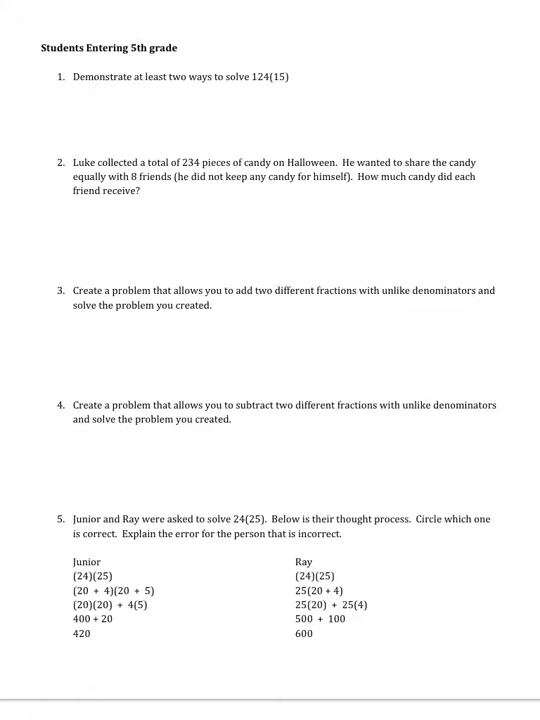 Students Entering 5th grade
1. Demonstrate at least two ways to solve 124(15)
2. Luke collected a total of 234 pieces of candy on Halloween. He wanted to share the candy
equally with 8 friends (he did not keep any candy for himself). How much candy did each
friend receive?
3. Create a problem that allows you to add two different fractions with unlike denominators and
solve the problem you created.
4. Create a problem that allows you to subtract two different fractions with unlike denominators
and solve the problem you created.
5. Junior and Ray were asked to solve 24(25). Below is their thought process. Circle which one
is correct. Explain the error for the person that is incorrect.
Junior
(24)(25)
(20 + 4)(20 + 5)
(20)(20) + 4(5)
400 + 20
420
Ray
(24)(25)
25(20 + 4)
25(20) + 25(4)
500 + 100
600